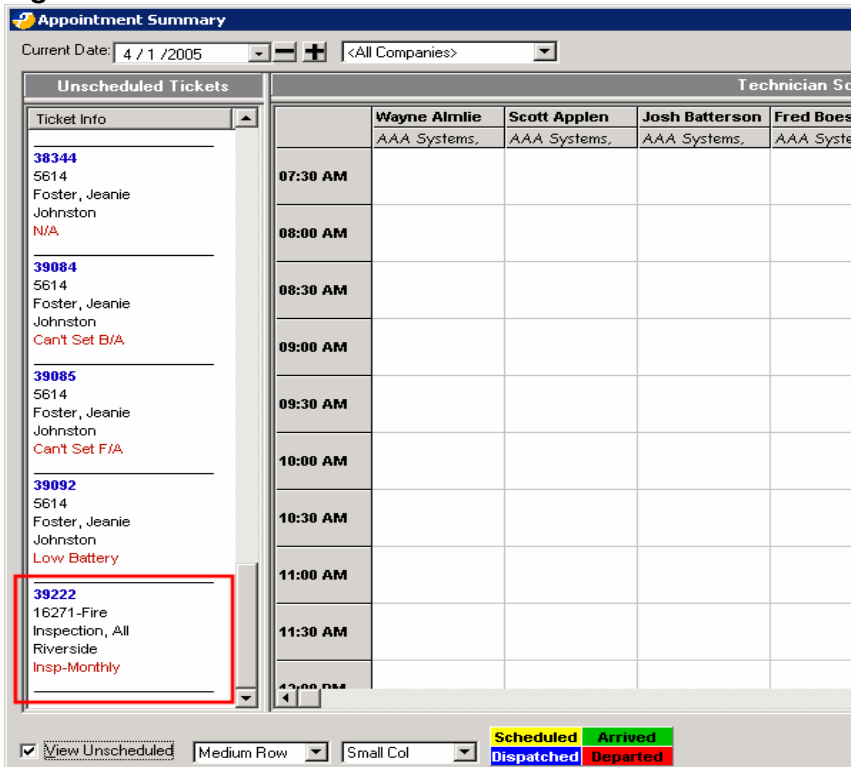 Appointment Summary
Current Date: 4 / 1 /2005 <All Companies>
Unscheduled Tickets
Technician Sc
Ticket Info
38344
5614
Foster, Jeanie
Johnston
N/A
39084
5614
Foster, Jeanie
Johnston
Can't Set B/A
39085
5614
Foster, Jeanie
Johnston
Can't Set F/A
39092
5614
Foster, Jeanie
Johnston
Low Battery
39222
16271-Fire
Inspection, All
Riverside
Insp-Monthly
Wayne Almlie Scott Applen Josh Batterson Fred Boes
AAA Systems, AAA Systems, AAA Systems, AAA Syste
07:30 AM
08:00 AM
08:30 AM
09:00 AM
09:30 AM
10:00 AM
10:30 AM
11:00 AM
11:30 AM
12:00 PM
View Unscheduled Medium Row Small Col
Scheduled Arrived
Dispatched Departed